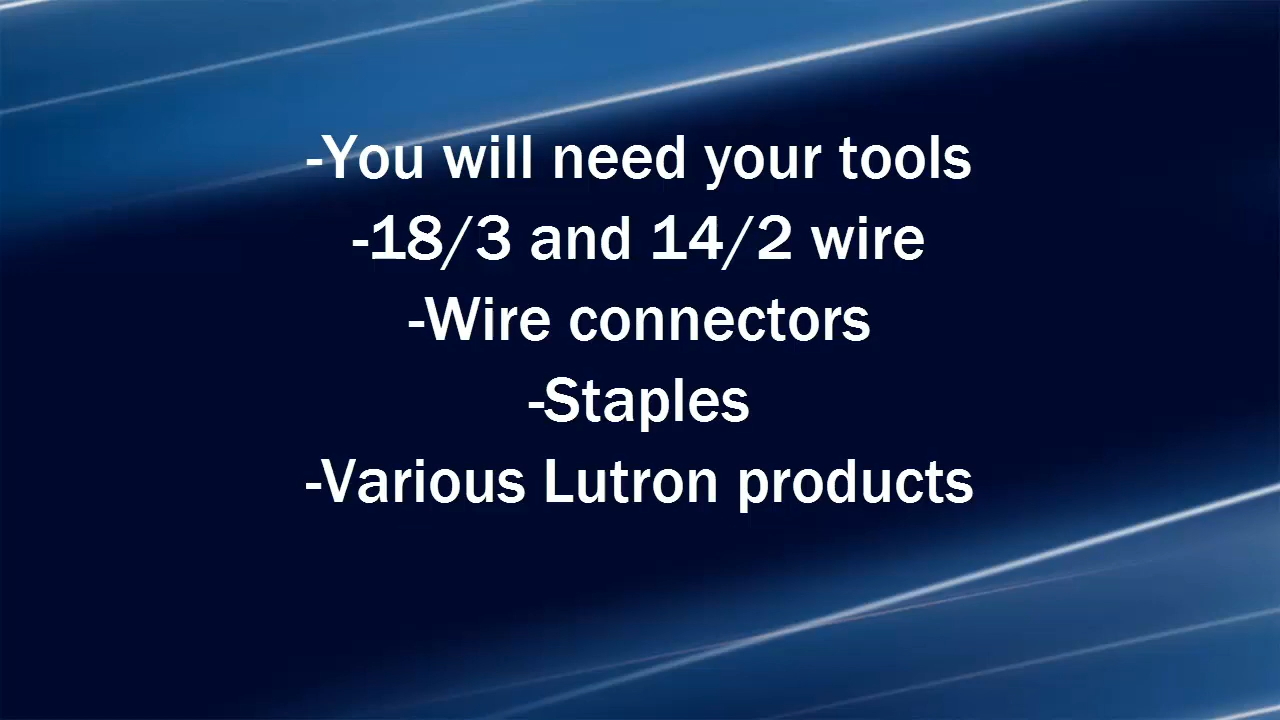 -You will need your tools
-18/3 and 14/2 wire
-Wire connectors
-Staples
-Various Lutron products